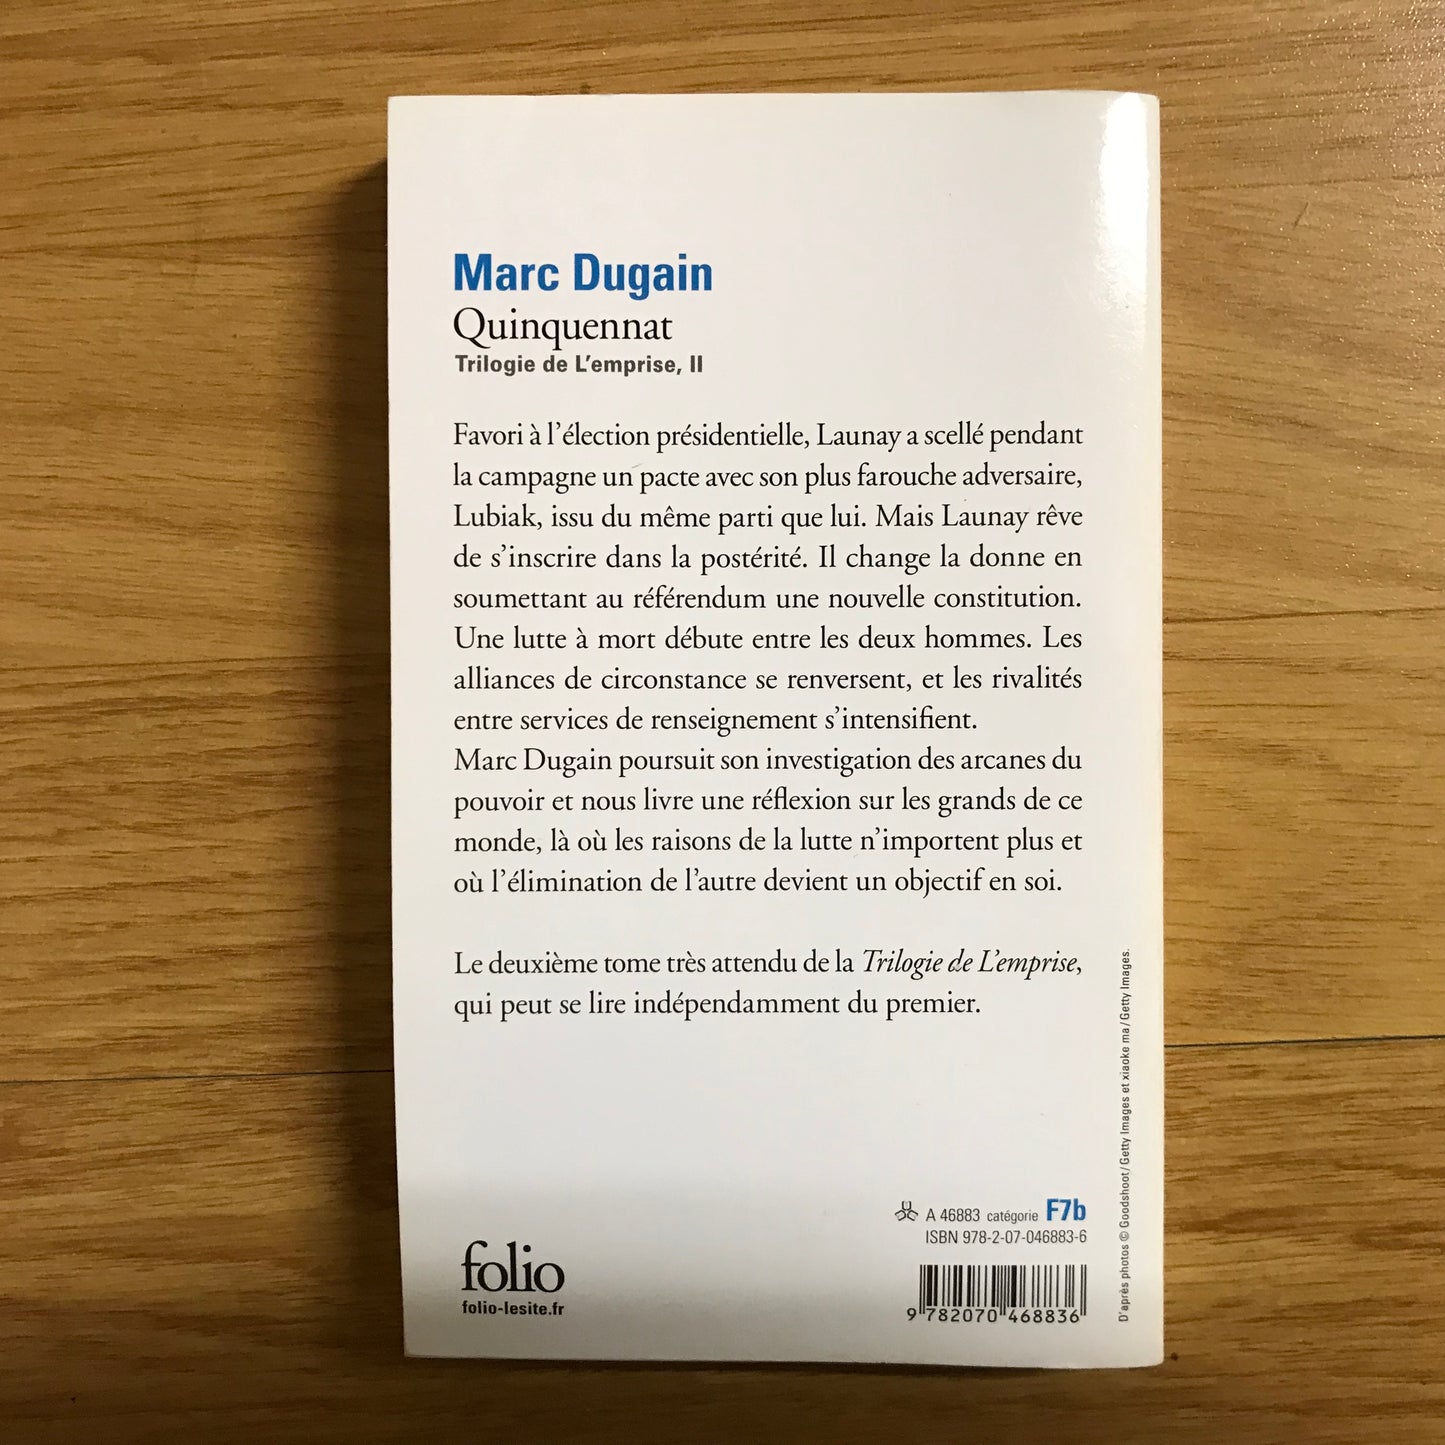 Marc Dugain
Quinquennat
Trilogie de L'emprise, II
Favori à l'élection présidentielle, Launay a scellé pendant
la campagne un pacte avec son plus farouche adversaire,
Lubiak, issu du même parti que lui. Mais Launay rêve
de s'inscrire dans la postérité. Il change la donne en
soumettant au référendum une nouvelle constitution.
Une lutte à mort débute entre les deux hommes. Les
alliances de circonstance se renversent, et les rivalités
entre services de renseignement s'intensifient.
Marc Dugain poursuit son investigation des arcanes du
pouvoir et nous livre une réflexion sur les grands de ce
monde, là où les raisons de la lutte n'importent plus et
où l'élimination de l'autre devient un objectif en soi.
Le deuxième tome très attendu de la Trilogie de L'emprise,
qui peut se lire indépendamment du premier.
D'après photos © Goodshoot / Getty Images et xiaoke ma / Getty Images.
A 46883 catégorie F7b
ISBN 978-2-07-046883-6
folio
folio-lesite.fr
9 782070 468836